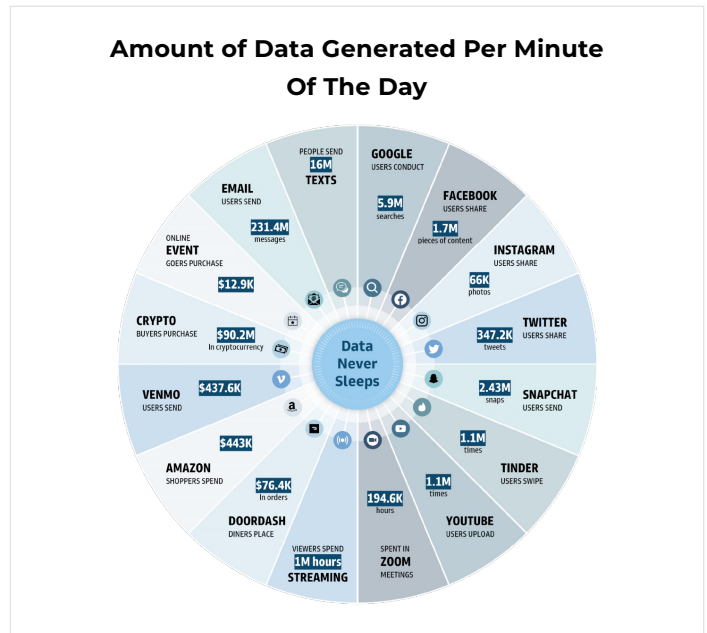 Amount of Data Generated Per Minute
Of The Day
GOOGLE
USERS CONDUCT
5.9M
searches
FACEBOOK
USERS SHARE
1.7M
pieces of content
INSTAGRAM
USERS SHARE
66K
photos
TWITTER
USERS SHARE
347.2K
tweets
SNAPCHAT
USERS SEND
2.43M
snaps
TINDER
USERS SWIPE
1.1M
times
YOUTUBE
USERS UPLOAD
1.1M
times
194.6K
hours
SPENT IN
ZOOM
MEETINGS
VIEWERS SPEND
1M hours
STREAMING
DOORDASH
DINERS PLACE
$76.4K
In orders
AMAZON
SHOPPERS SPEND
$443K
VENMO
USERS SEND
$437.6K
CRYPTO
BUYERS PURCHASE
$90.2M
In cryptocurrency
ONLINE
EVENT
GOERS PURCHASE
$12.9K
EMAIL
USERS SEND
231.4M
messages
PEOPLE SEND
16M
TEXTS
Data
Never
Sleeps